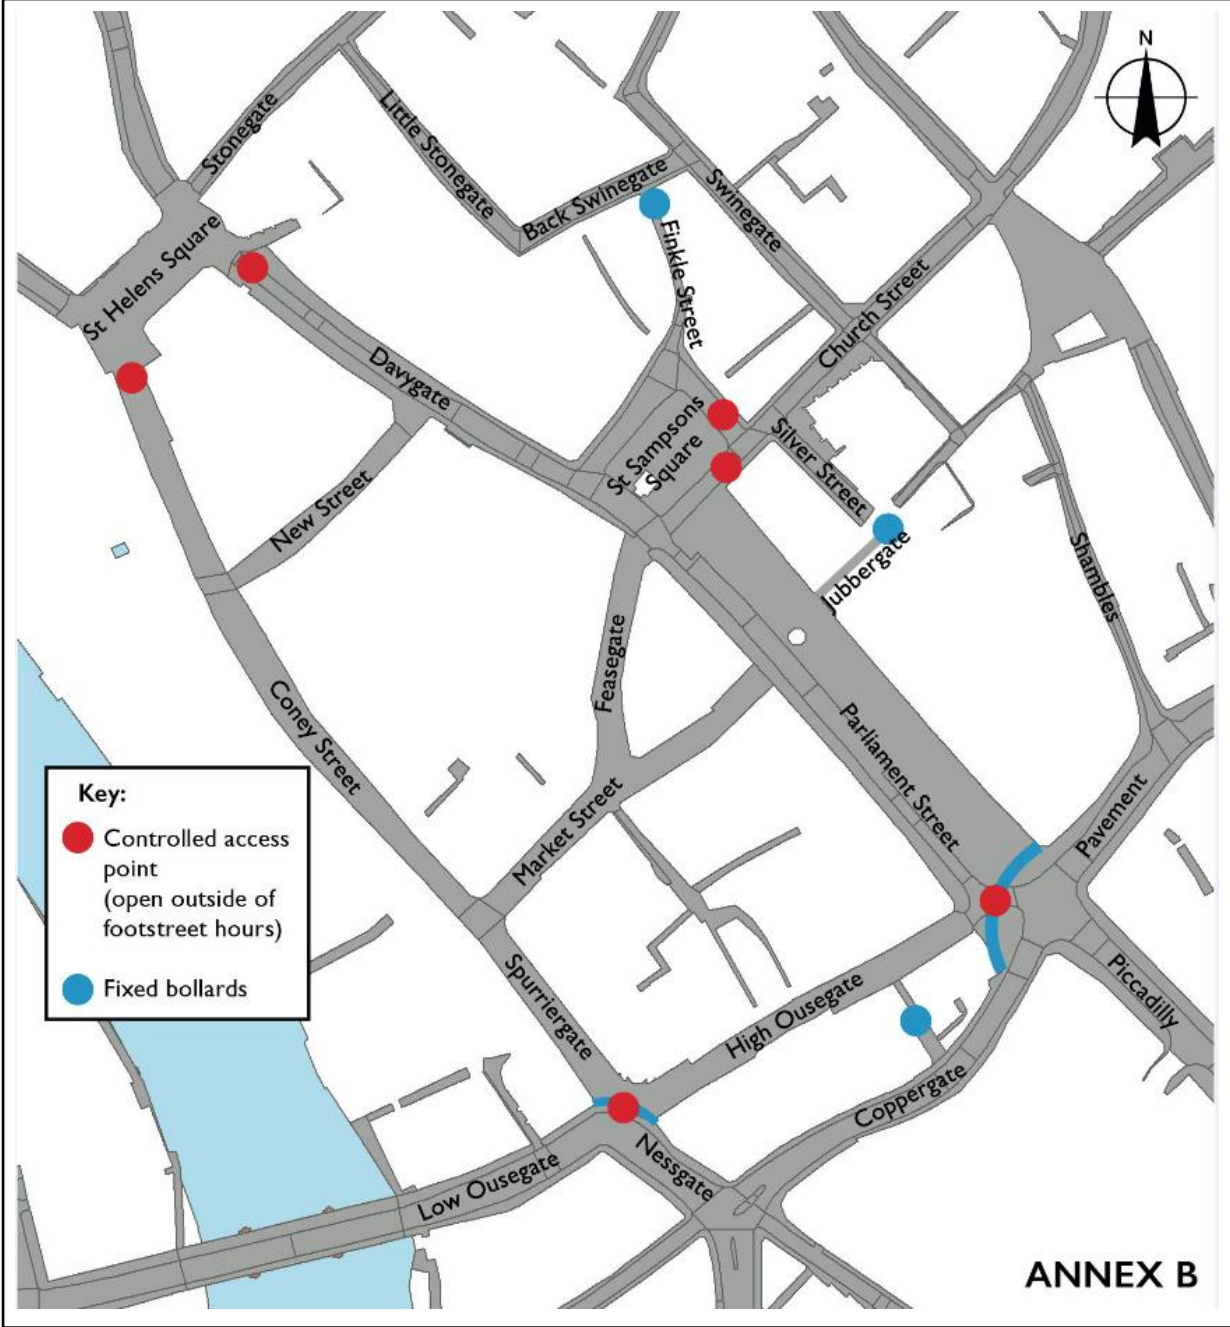 N
Stonegate
Little Stonegate
Back Swinegate
Swinegate
St Helens Square
Finkle Street
Church Street
Davygate
St Sampsons
Square
Silver Street
New Street
Jubbergate
Shambles
Feasegate
Coney Street
Parliament Street
Market Street
Pavement
Key:
Controlled access
point
(open outside of
footstreet hours)
Fixed bollards
Spurriergate
High Ousegate
Piccadilly
Coppergate
Nessgate
Low Ousegate
ANNEX B